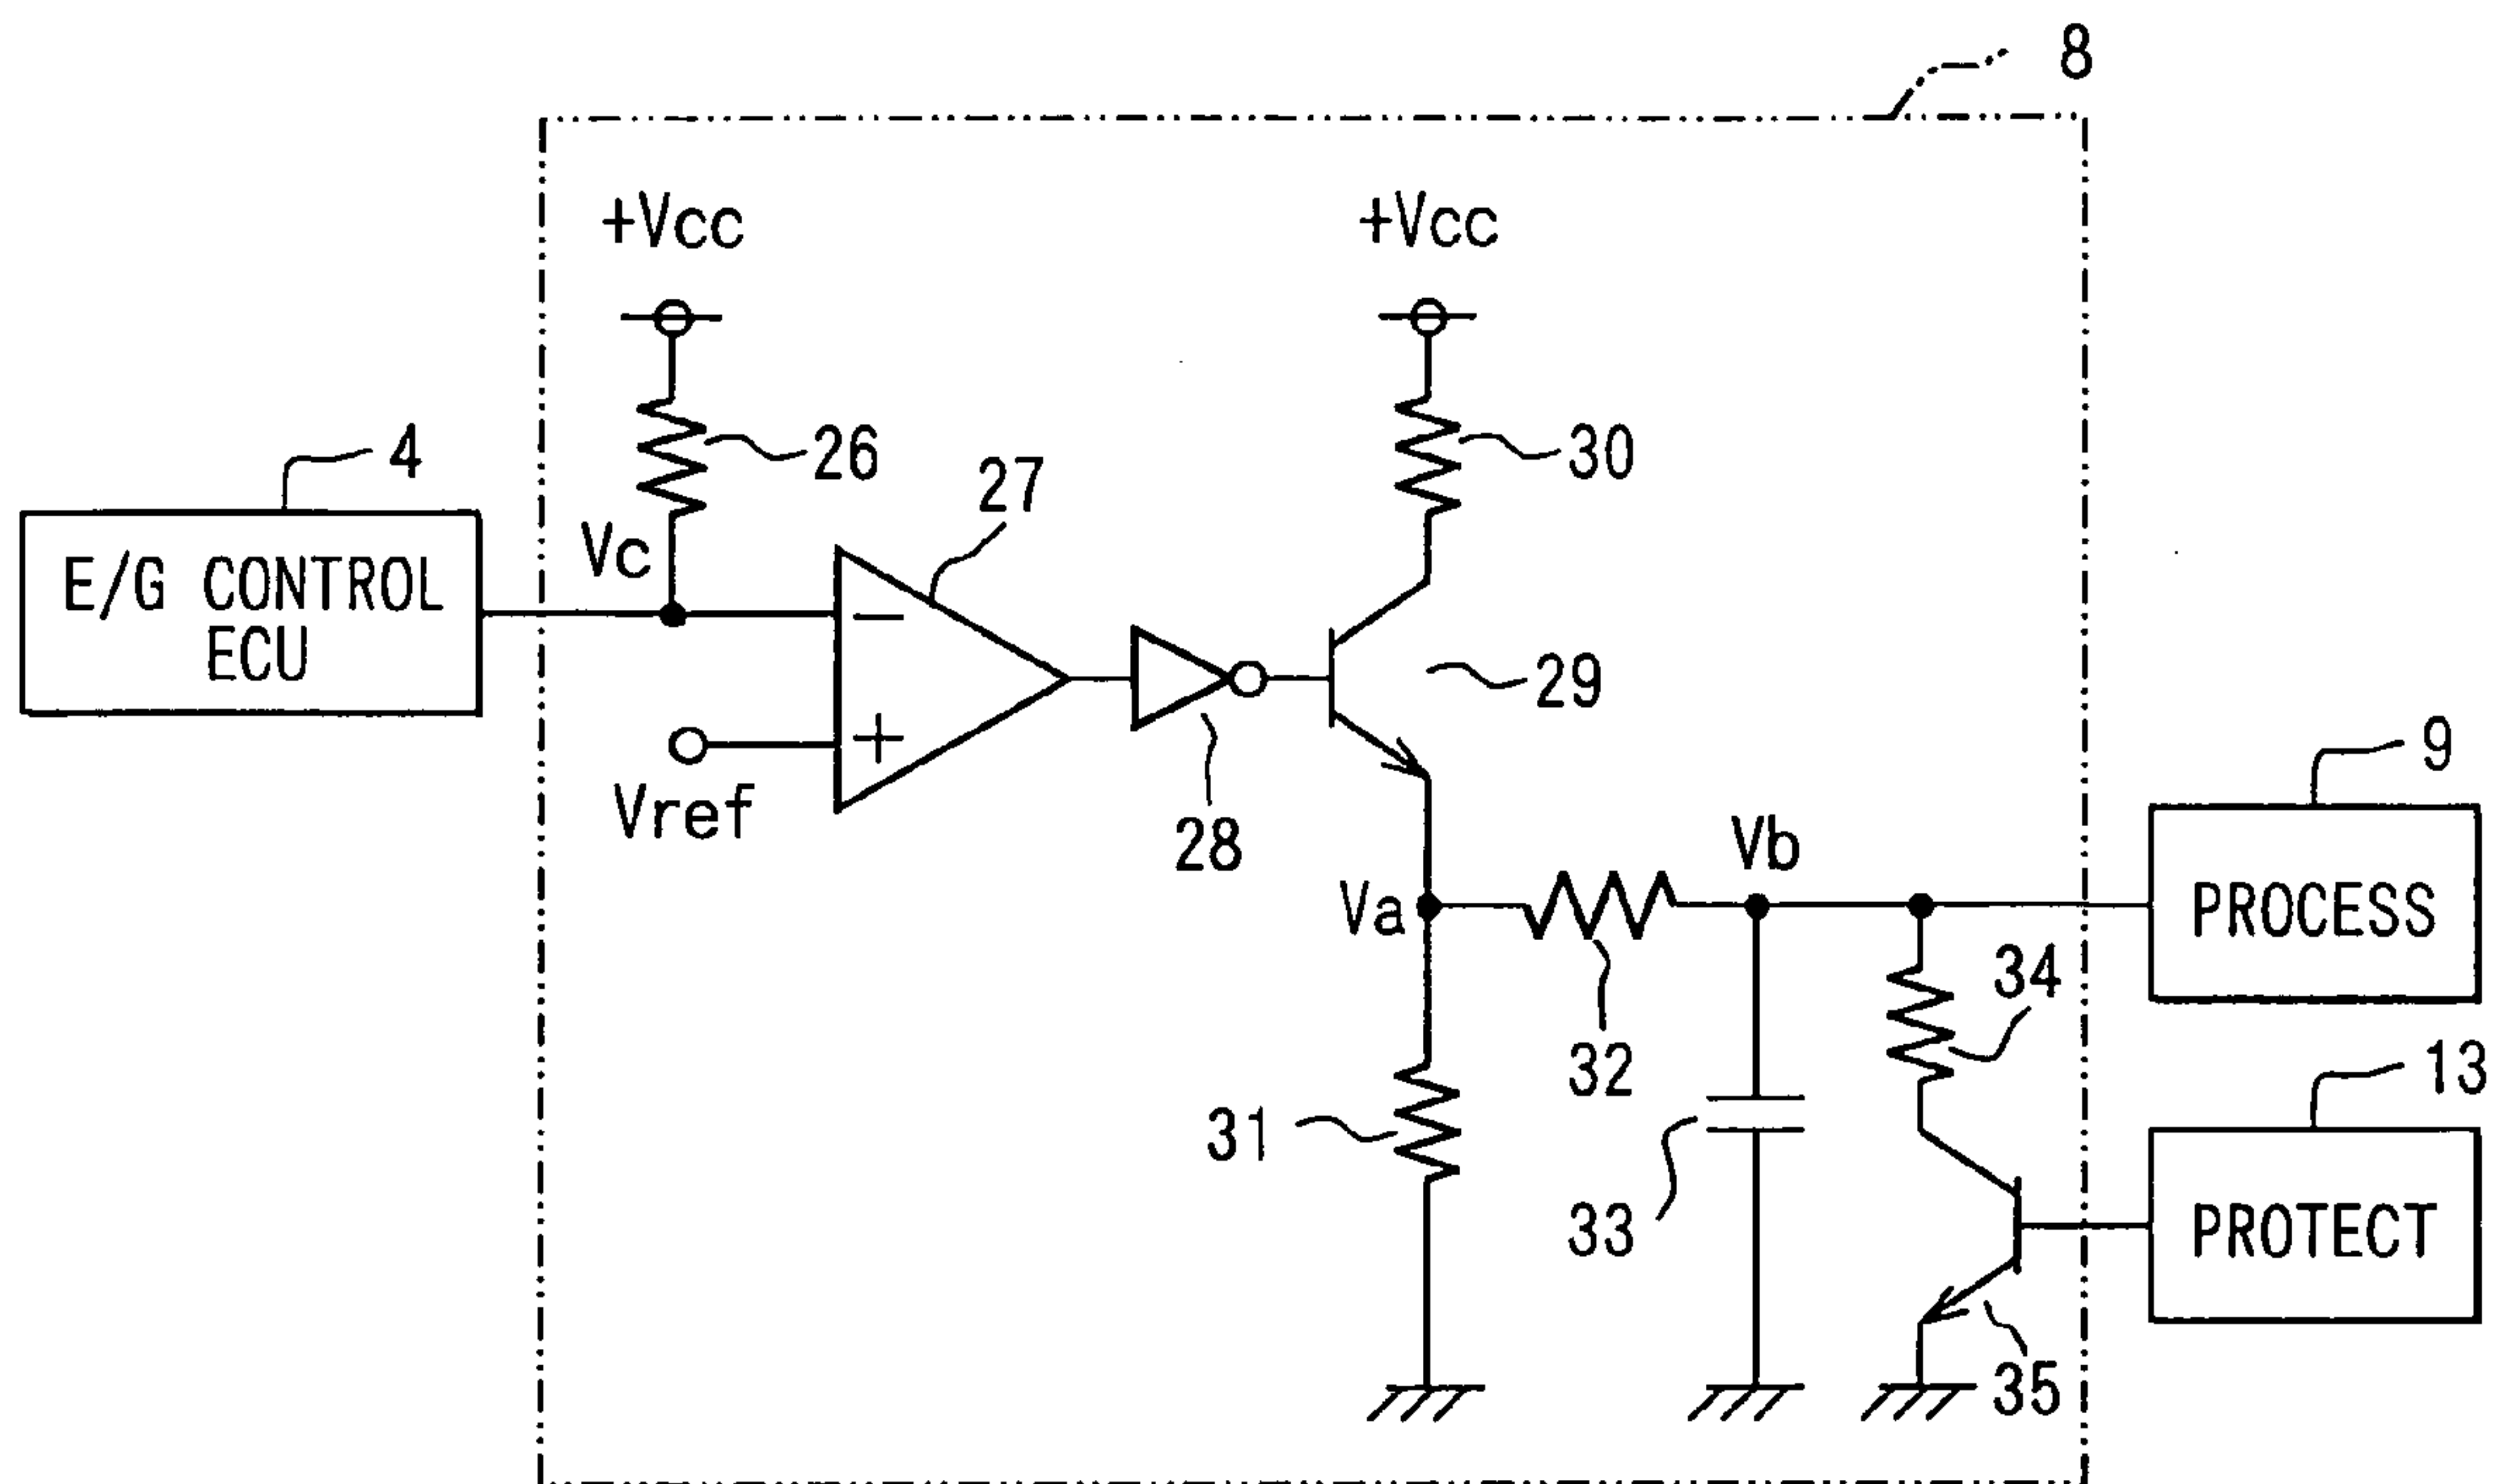 8
+Vcc
+Vcc
4
26
30
27
Vc
E/G CONTROL
ECU
29
9
Vref
28
Vb
Va
PROCESS
34
32
13
31
33
PROTECT
35